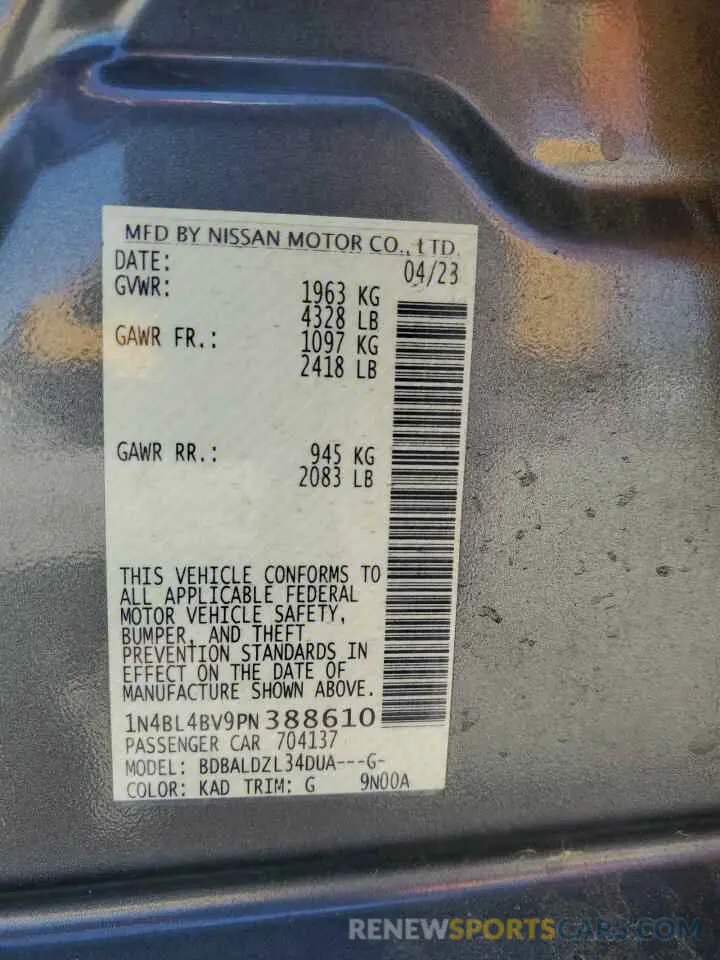 MFD BY NISSAN MOTOR CO., LTD.
DATE: 04/23
GVWR: 1963 KG
4328 LB
GAWR FR.: 1097 KG
2418 LB
GAWR RR.: 945 KG
2083 LB
THIS VEHICLE CONFORMS TO
ALL APPLICABLE FEDERAL
MOTOR VEHICLE SAFETY,
BUMPER, AND THEFT
PREVENTION STANDARDS IN
EFFECT ON THE DATE OF
MANUFACTURE SHOWN ABOVE.
1N4BL4BV9PN388610
PASSENGER CAR 704137
MODEL: BDBALDZL34DUA---G-
COLOR: KAD TRIM: G 9N00A
RENEWSPORTSCARS.COM